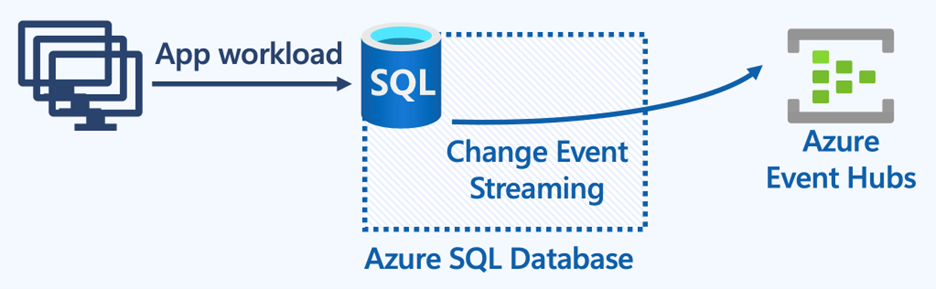 App workload
SQL
Change Event
Streaming
Azure SQL Database
Azure
Event Hubs